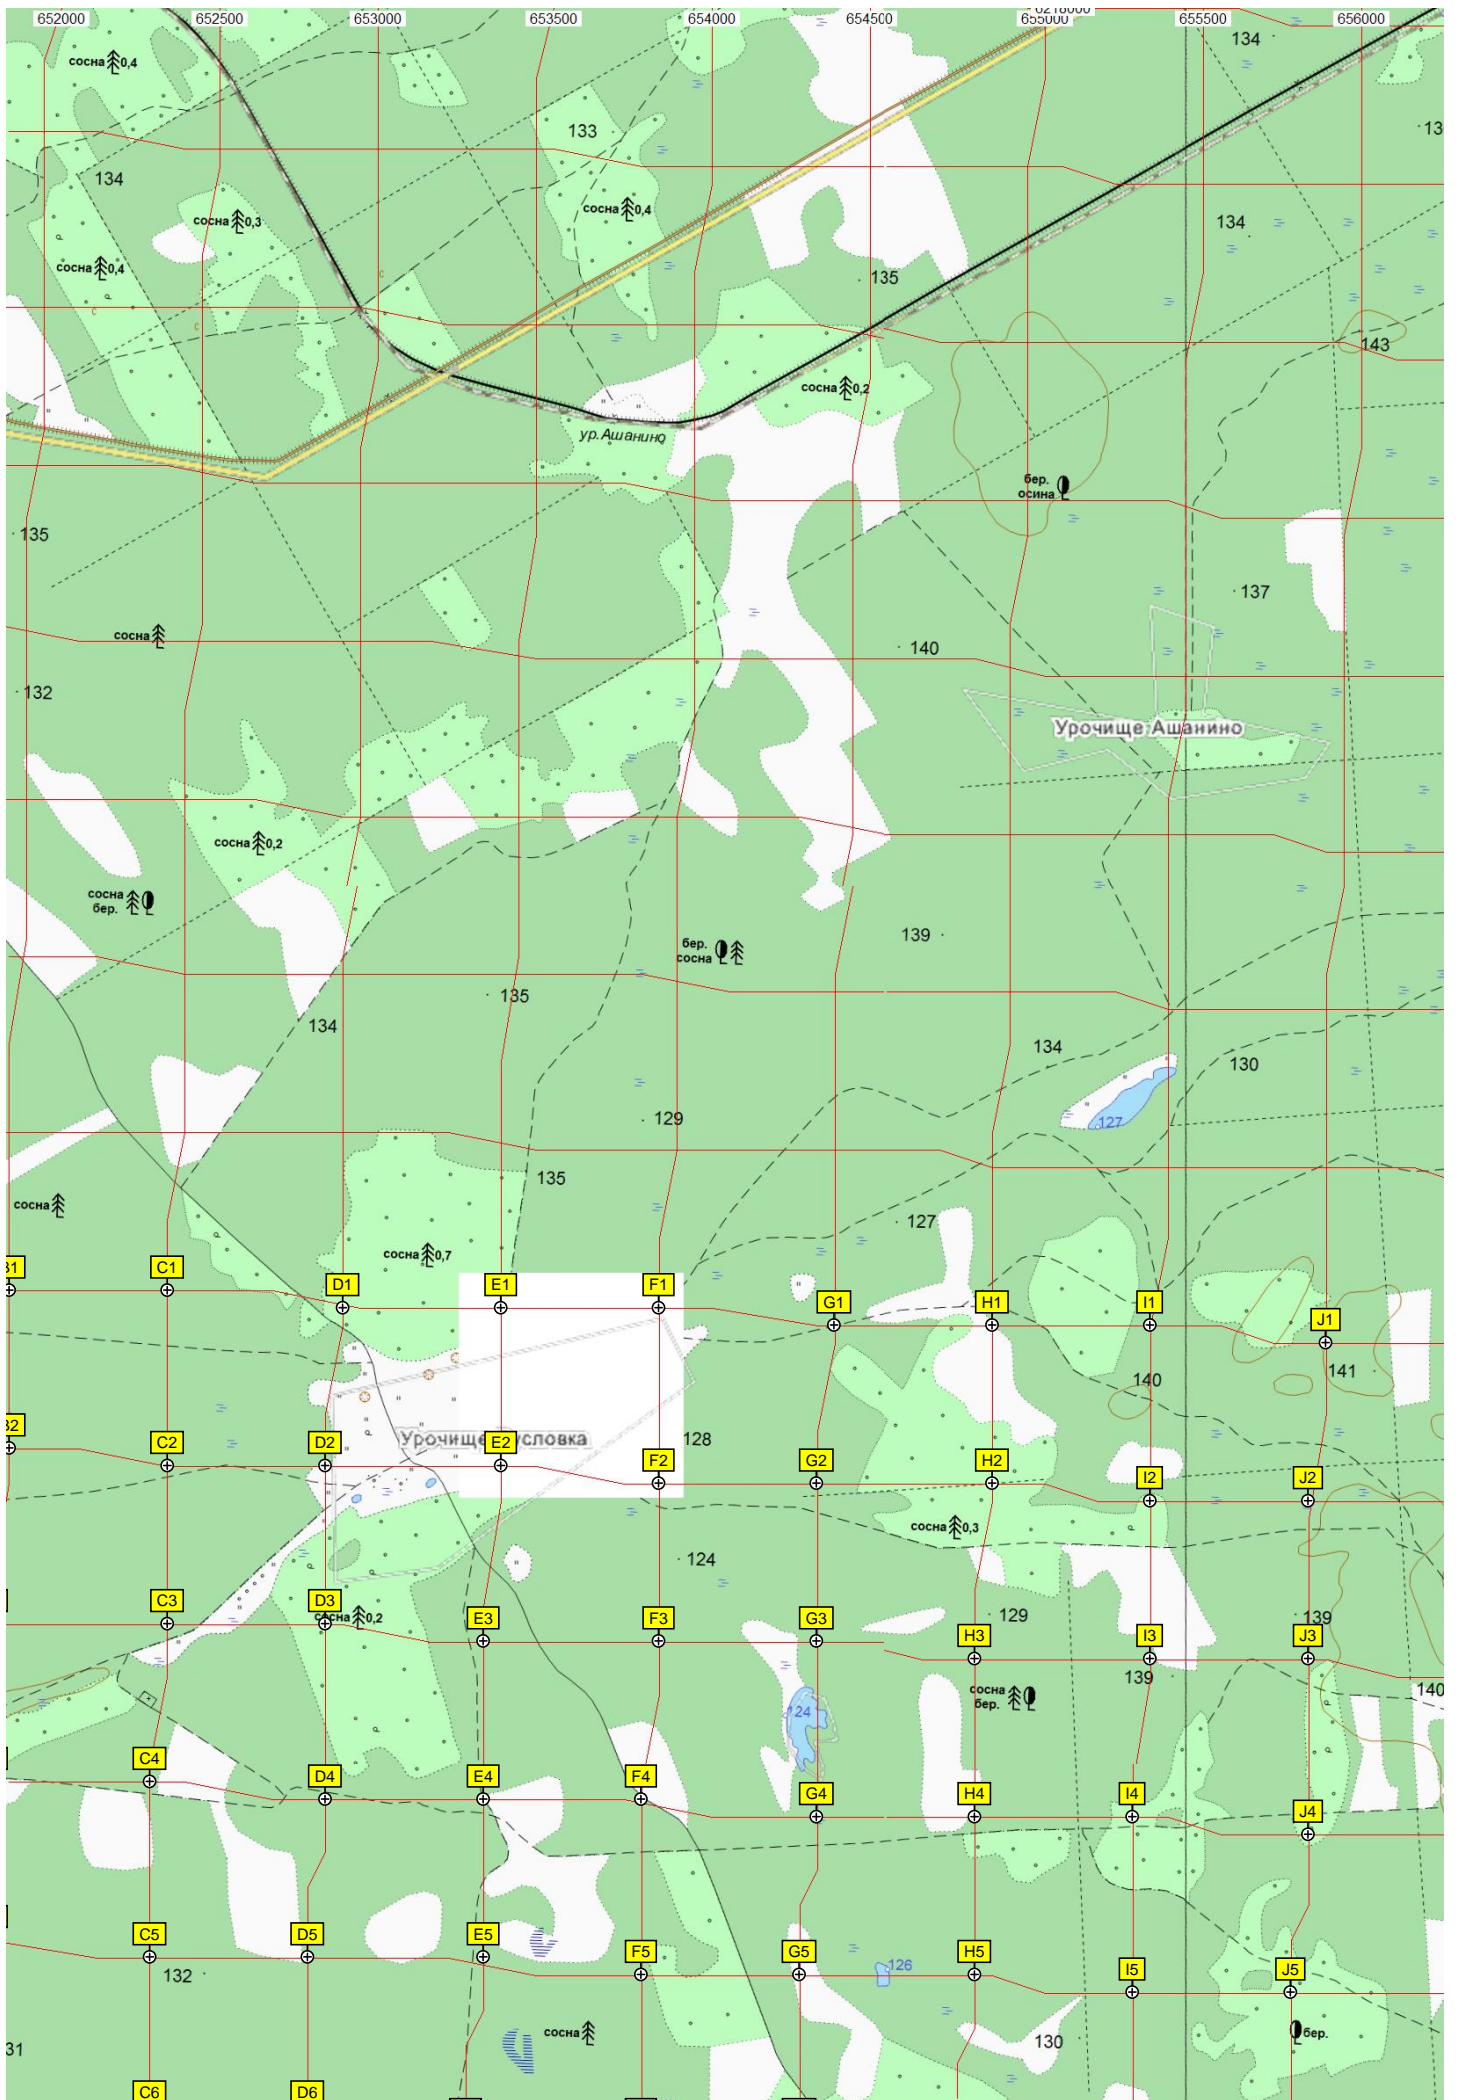 652000 652500 653000 653500 654000 654500 655000 6218000 655500 656000
134
сосна 0,4
133
134
сосна 0,3
сосна 0,4
134
сосна 0,4
135
143
сосна 0,2
ур.Ашанино
бер.
осина
135
137
сосна
140
132
Урочище Ашанино
сосна 0,2
сосна
бер.
139
бер.
сосна
135
134
134
130
129
127
135
сосна
127
сосна 0,7
C1 D1 E1 F1 G1 H1 I1 J1
141
140
128
Урочище
словка
C2 D2 E2 F2 G2 H2 I2 J2
сосна 0,3
124
C3 D3 E3 F3 G3 H3 I3 J3
сосна 0,2
129
139
139
сосна
бер.
140
124
C4 D4 E4 F4 G4 H4 I4 J4
C5 D5 E5 F5 G5 H5 I5 J5
132
126
сосна
130
бер.
31
C6 D6